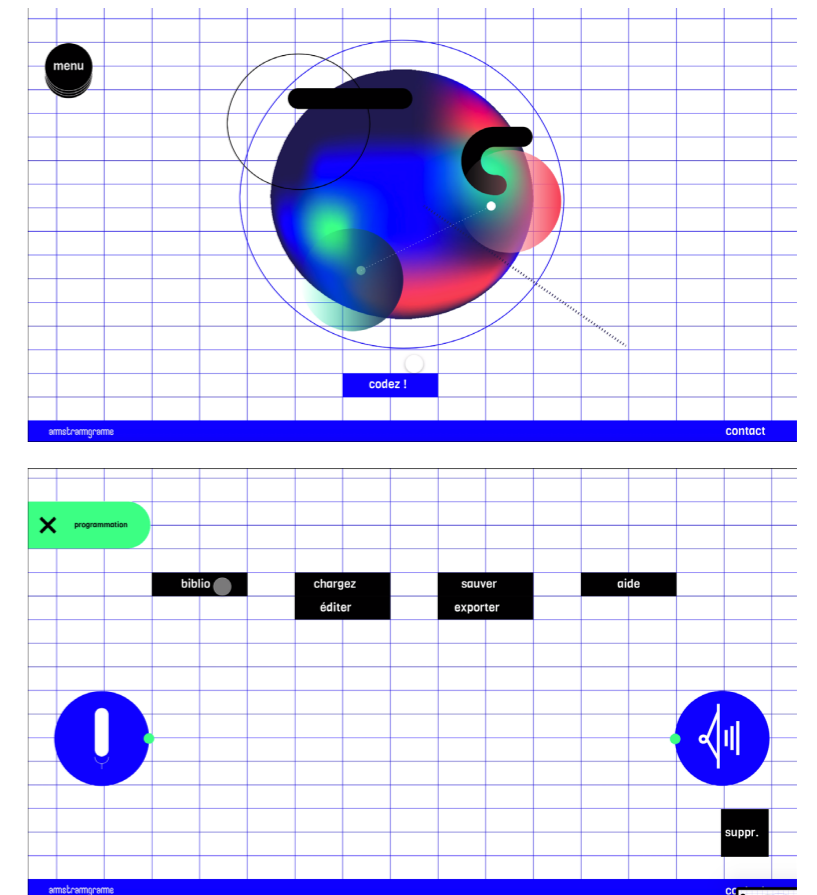 menu
codez !
amstramgrame
contact
programmation
biblio
chargez
sauver
aide
éditer
exporter
suppr.
amstramgrame